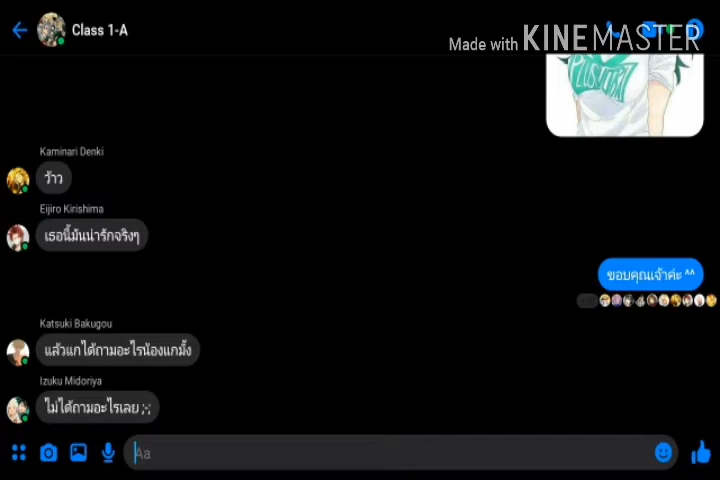 Class 1-A
Made with KINEMASTER
PLUS ULTRA
Kaminari Denki
ว้าว
Eijiro Kirishima
เธอนี้มันน่ารักจริงๆ
ขอบคุณเจ้าค่ะ ^^
Katsuki Bakugou
แล้วแกได้ถามอะไรน้องแกมั้ง
Izuku Midoriya
ไม่ได้ถามอะไรเลย ;-;
Aa